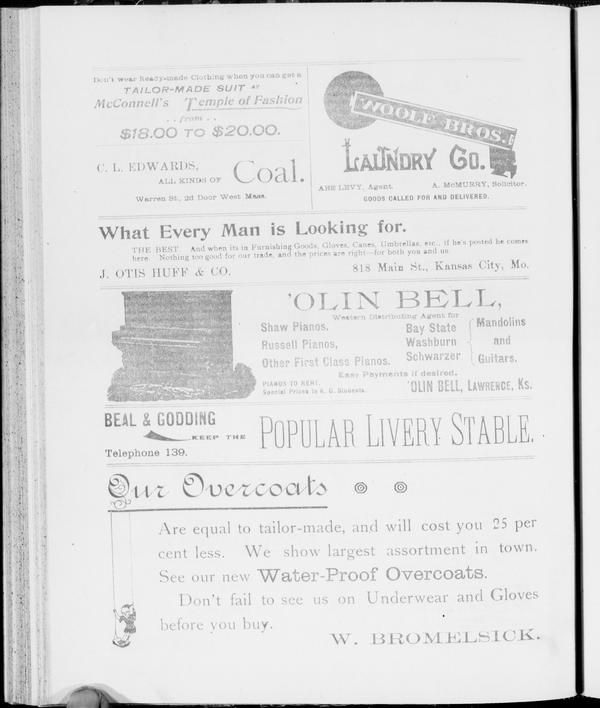 Don't wear Ready-made Clothing when you can get a
TAILOR-MADE SUIT AT
McConnell's Temple of Fashion
. . from . .
$18.00 TO $20.00.
C. L. EDWARDS,
ALL KINDS OF Coal.
Warren St., 2d Door West Mass.
WOOLF BROS.
LAUNDRY CO.
ABE LEVY, Agent. A. McMURRY, Solicitor.
GOODS CALLED FOR AND DELIVERED.
What Every Man is Looking for.
THE BEST. And when its in Furnishing Goods, Gloves, Canes, Umbrellas, etc., if he's posted he comes
here. Nothing too good for our trade, and the prices are right—for both you and us.
J. OTIS HUFF & CO. 818 Main St., Kansas City, Mo.
'OLIN BELL,
Western Distributing Agent for
Shaw Pianos.
Russell Pianos,
Other First Class Pianos.
Bay State
Washburn
Schwarzer
Mandolins
and
Guitars.
Easy Payments if desired.
PIANOS TO RENT.
Special Prices to K. U. Students.
'OLIN BELL, LAWRENCE, KS.
BEAL & GODDING
KEEP THE POPULAR LIVERY STABLE.
Telephone 139.
Our Overcoats
Are equal to tailor-made, and will cost you 25 per
cent less. We show largest assortment in town.
See our new Water-Proof Overcoats.
Don't fail to see us on Underwear and Gloves
before you buy.
W. BROMELSICK.